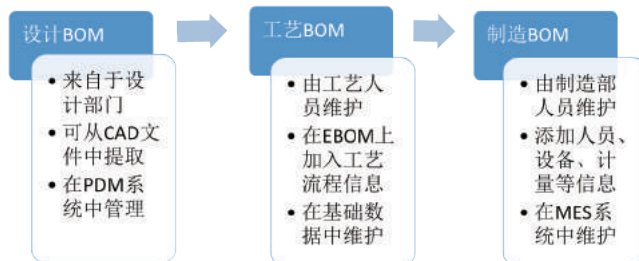 设计BOM
• 来自于设
计部门
• 可从CAD文
件中提取
• 在PDM系
统中管理
工艺BOM
• 由工艺人
员维护
• 在EBOM上
加入工艺
流程信息
• 在基础数
据中维护
制造BOM
• 由制造部
人员维护
• 添加人员、
设备、计
量等信息
• 在MES系
统中维护